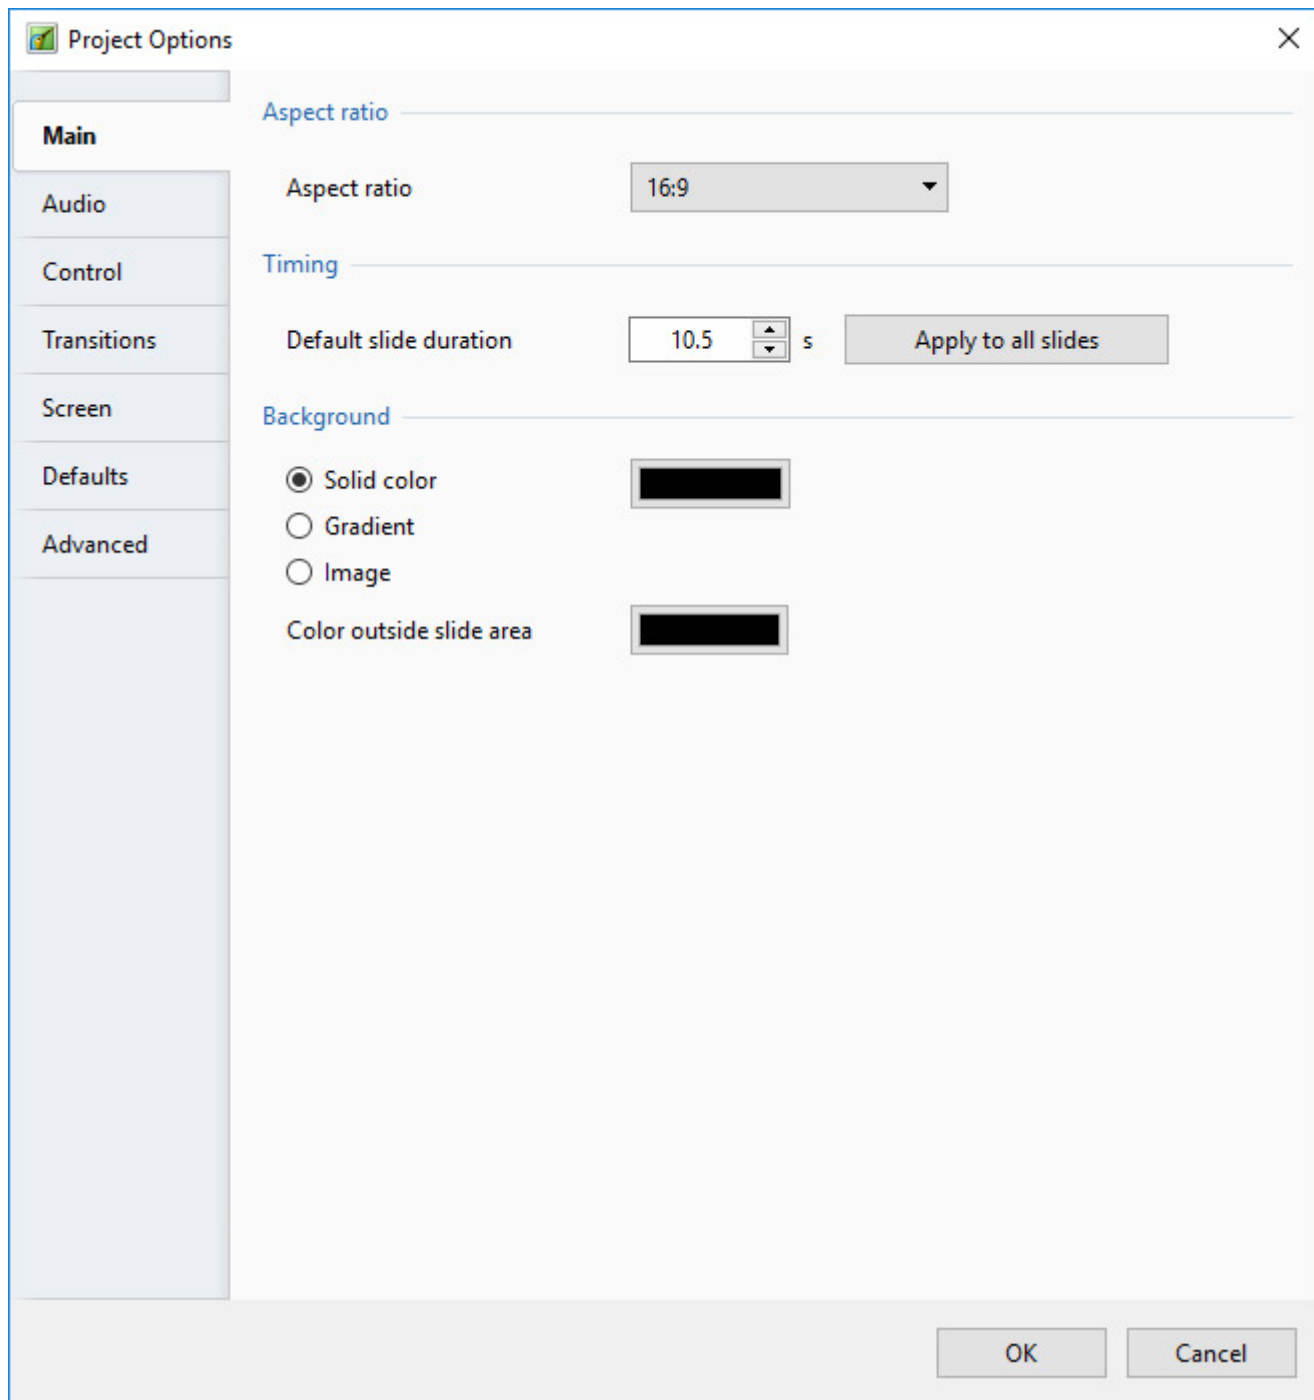 Project Options
Main
Audio
Control
Transitions
Screen
Defaults
Advanced
Aspect ratio
Aspect ratio 16:9
Timing
Default slide duration 10.5 s Apply to all slides
Background
Solid color
Gradient
Image
Color outside slide area
OK Cancel